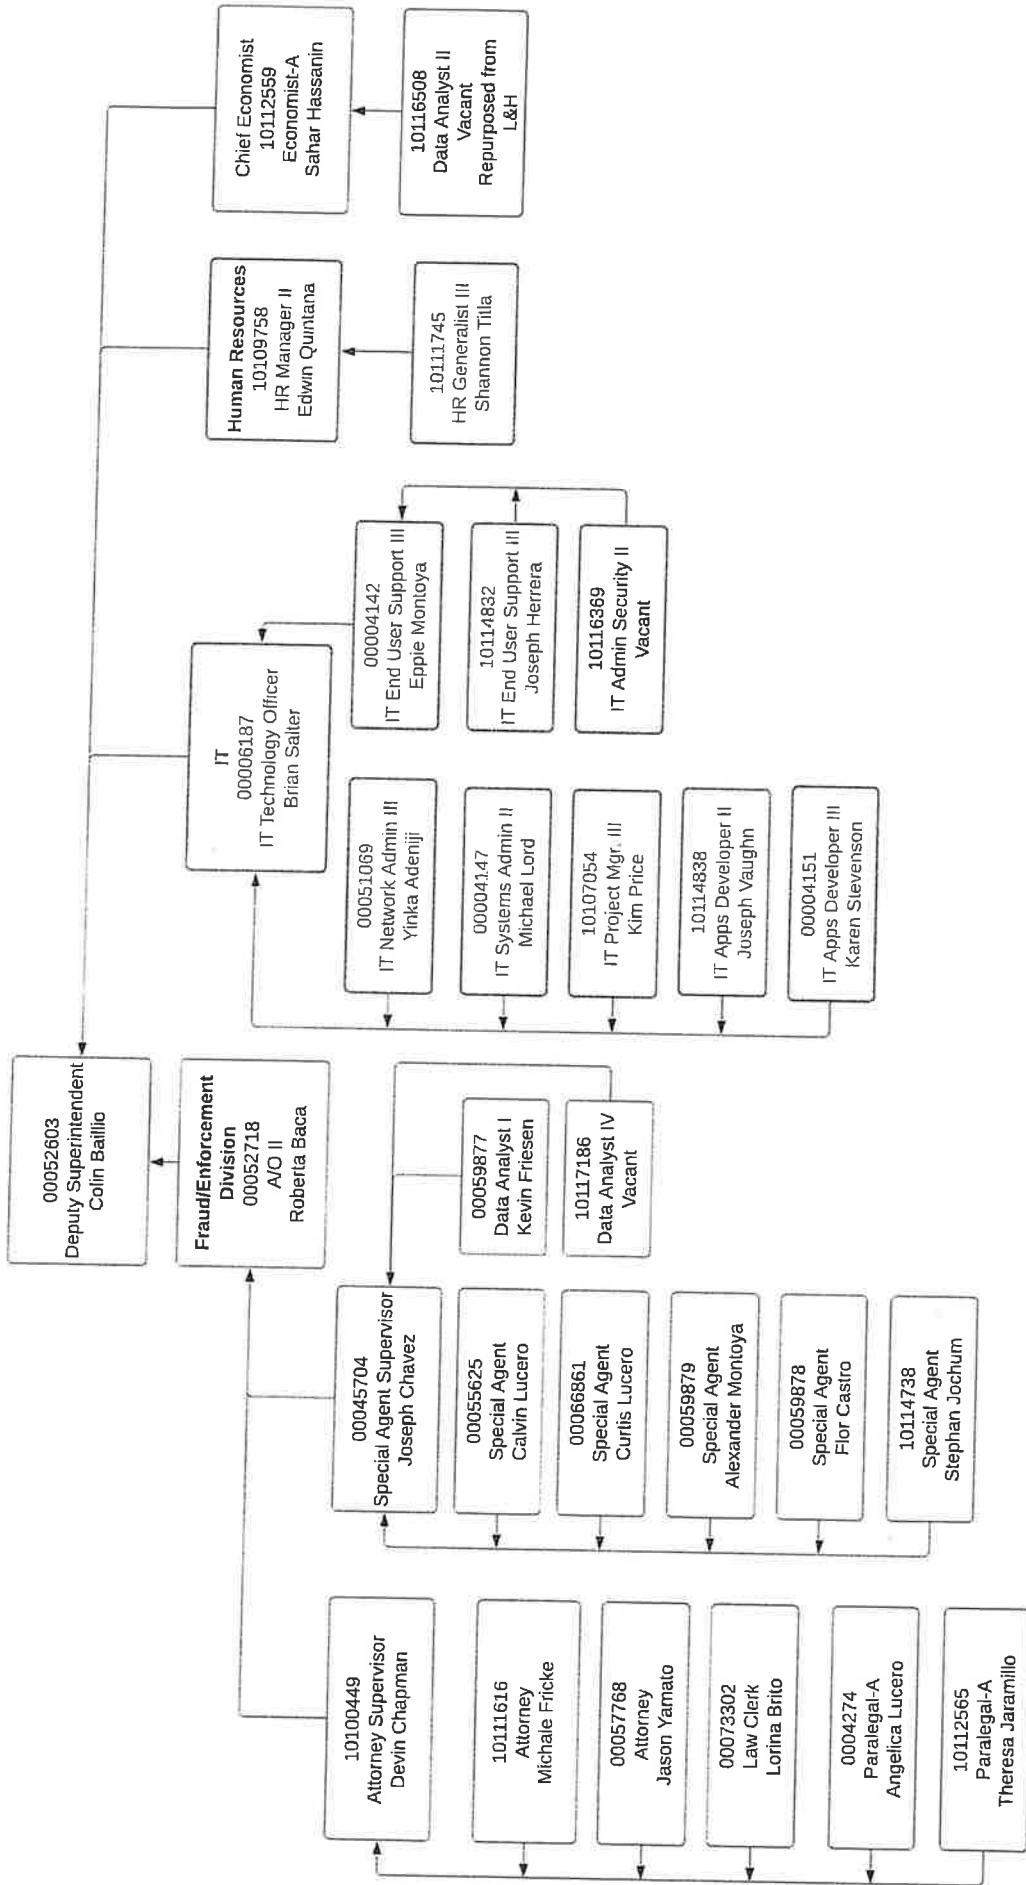 00052603
Deputy Superintendent
Colin Baillio
Fraud/Enforcement
Division
00052718
A/O II
Roberta Baca
10100449
Attorney Supervisor
Devin Chapman
10111616
Attorney
Michale Fricke
00057768
Attorney
Jason Yamato
00073302
Law Clerk
Lorina Brito
0004274
Paralegal-A
Angelica Lucero
10112565
Paralegal-A
Theresa Jaramillo
00045704
Special Agent Supervisor
Joseph Chavez
00055625
Special Agent
Calvin Lucero
00066861
Special Agent
Curtis Lucero
00059879
Special Agent
Alexander Montoya
00059878
Special Agent
Flor Castro
10114738
Special Agent
Stephan Jochum
00059877
Data Analyst I
Kevin Friesen
10117186
Data Analyst IV
Vacant
IT
00006187
IT Technology Officer
Brian Salter
00051069
IT Network Admin III
Yinka Adeniji
00004147
IT Systems Admin II
Michael Lord
10107054
IT Project Mgr. III
Kim Price
10114838
IT Apps Developer II
Joseph Vaughn
00004151
IT Apps Developer III
Karen Stevenson
00004142
IT End User Support III
Eppie Montoya
10114832
IT End User Support III
Joseph Herrera
10116369
IT Admin Security II
Vacant
Human Resources
10109758
HR Manager II
Edwin Quintana
10111745
HR Generalist III
Shannon Titla
Chief Economist
10112559
Economist-A
Sahar Hassanin
10116508
Data Analyst II
Vacant
Repurposed from
L&H